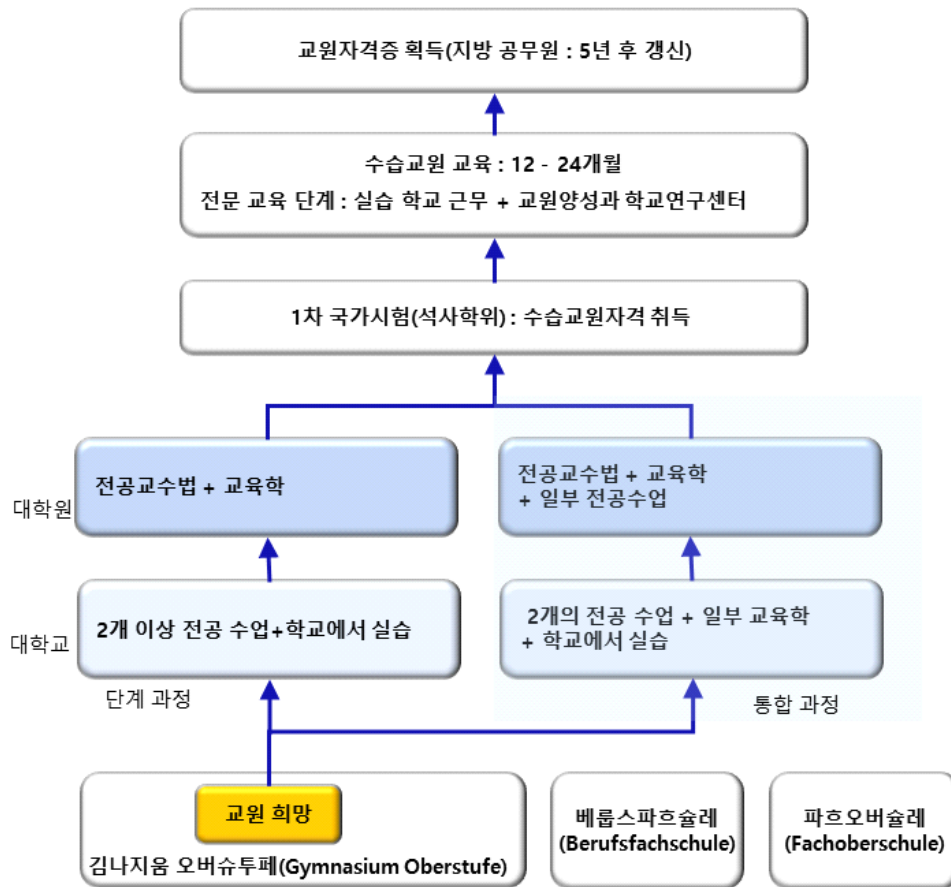 교원자격증 획득(지방 공무원 : 5년 후 갱신)
수습교원 교육 : 12 - 24개월
전문 교육 단계 : 실습 학교 근무 + 교원양성과 학교연구센터
1차 국가시험(석사학위) : 수습교원자격 취득
대학원
전공교수법 + 교육학
전공교수법 + 교육학
+ 일부 전공수업
대학교
2개 이상 전공 수업+학교에서 실습
2개의 전공 수업 + 일부 교육학
+ 학교에서 실습
단계 과정
통합 과정
교원 희망
김나지움 오버슈투페(Gymnasium Oberstufe)
베룹스파흐슐레
(Berufsfachschule)
파흐오버슐레
(Fachoberschule)